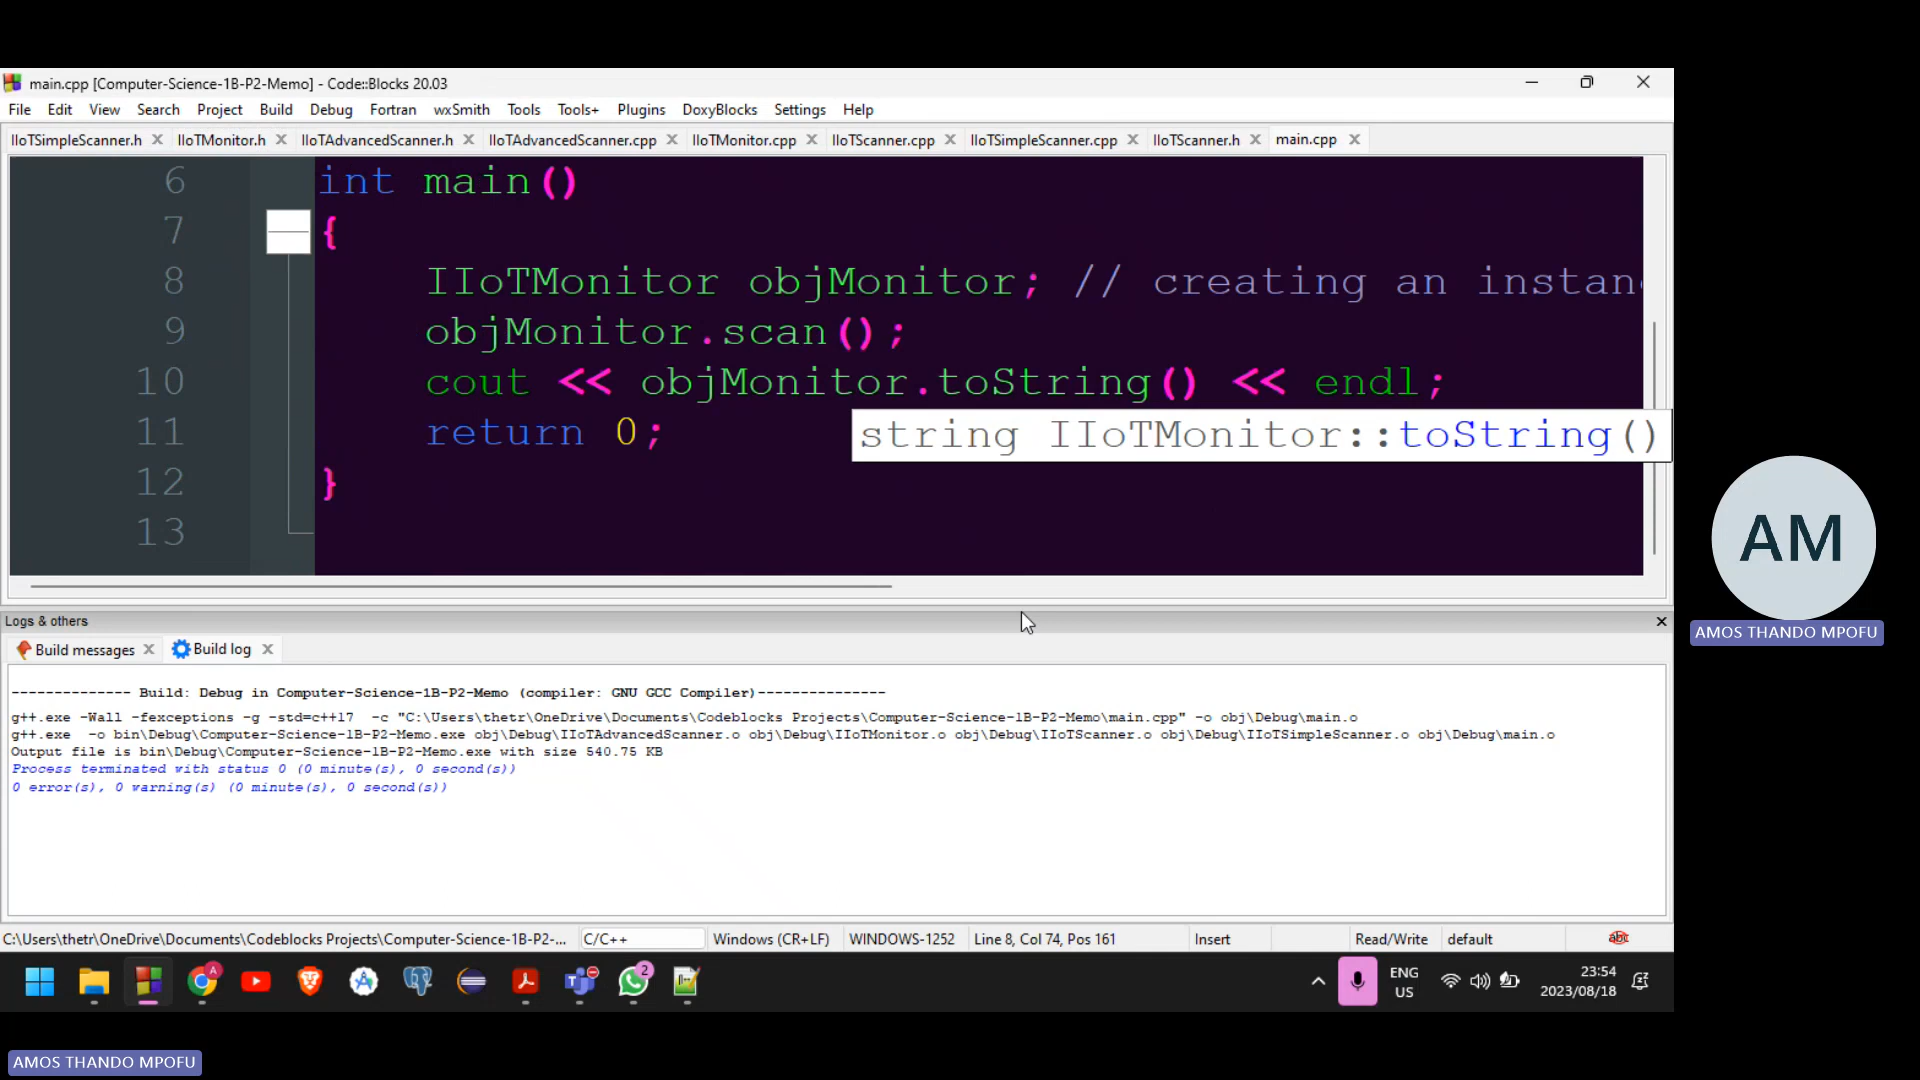 main.cpp [Computer-Science-1B-P2-Memo] - Code::Blocks 20.03
File Edit View Search Project Build Debug Fortran wxSmith Tools Tools+ Plugins DoxyBlocks Settings Help
IIoTSimpleScanner.h IIoTMonitor.h IIoTAdvancedScanner.h IIoTAdvancedScanner.cpp IIoTMonitor.cpp IIoTScanner.cpp IIoTSimpleScanner.cpp IIoTScanner.h main.cpp
6 int main()
7 {
8 IIoTMonitor objMonitor; // creating an instan
9 objMonitor.scan();
10 cout << objMonitor.toString() << endl;
11 return 0;
string IIoTMonitor::toString()
12 }
13
AM
AMOS THANDO MPOFU
Logs & others
Build messages Build log
-------------- Build: Debug in Computer-Science-1B-P2-Memo (compiler: GNU GCC Compiler)---------------
g++.exe -Wall -fexceptions -g -std=c++17 -c "C:\Users\thetr\OneDrive\Documents\Codeblocks Projects\Computer-Science-1B-P2-Memo\main.cpp" -o obj\Debug\main.o
g++.exe -o bin\Debug\Computer-Science-1B-P2-Memo.exe obj\Debug\IIoTAdvancedScanner.o obj\Debug\IIoTMonitor.o obj\Debug\IIoTScanner.o obj\Debug\IIoTSimpleScanner.o obj\Debug\main.o
Output file is bin\Debug\Computer-Science-1B-P2-Memo.exe with size 540.75 KB
Process terminated with status 0 (0 minute(s), 0 second(s))
0 error(s), 0 warning(s) (0 minute(s), 0 second(s))
C:\Users\thetr\OneDrive\Documents\Codeblocks Projects\Computer-Science-1B-P2-... C/C++ Windows (CR+LF) WINDOWS-1252 Line 8, Col 74, Pos 161 Insert Read/Write default abc
A 2 ENG 23:54
US 2023/08/18
AMOS THANDO MPOFU